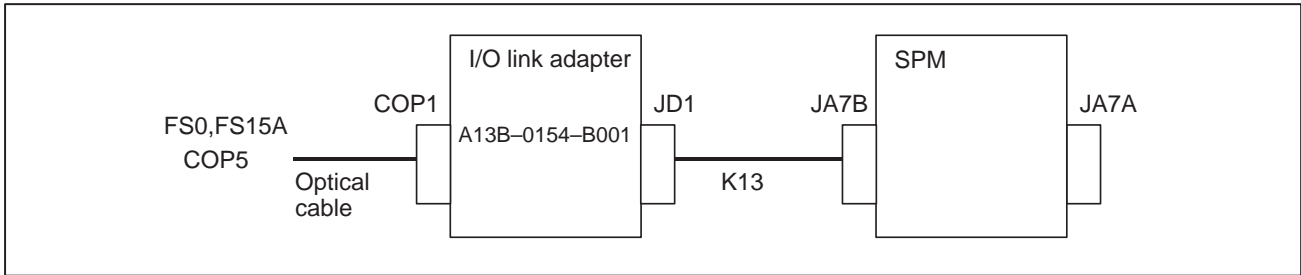 I/O link adapter
SPM
COP1
JD1
JA7B
JA7A
FS0,FS15A
A13B–0154–B001
COP5
Optical
cable
K13